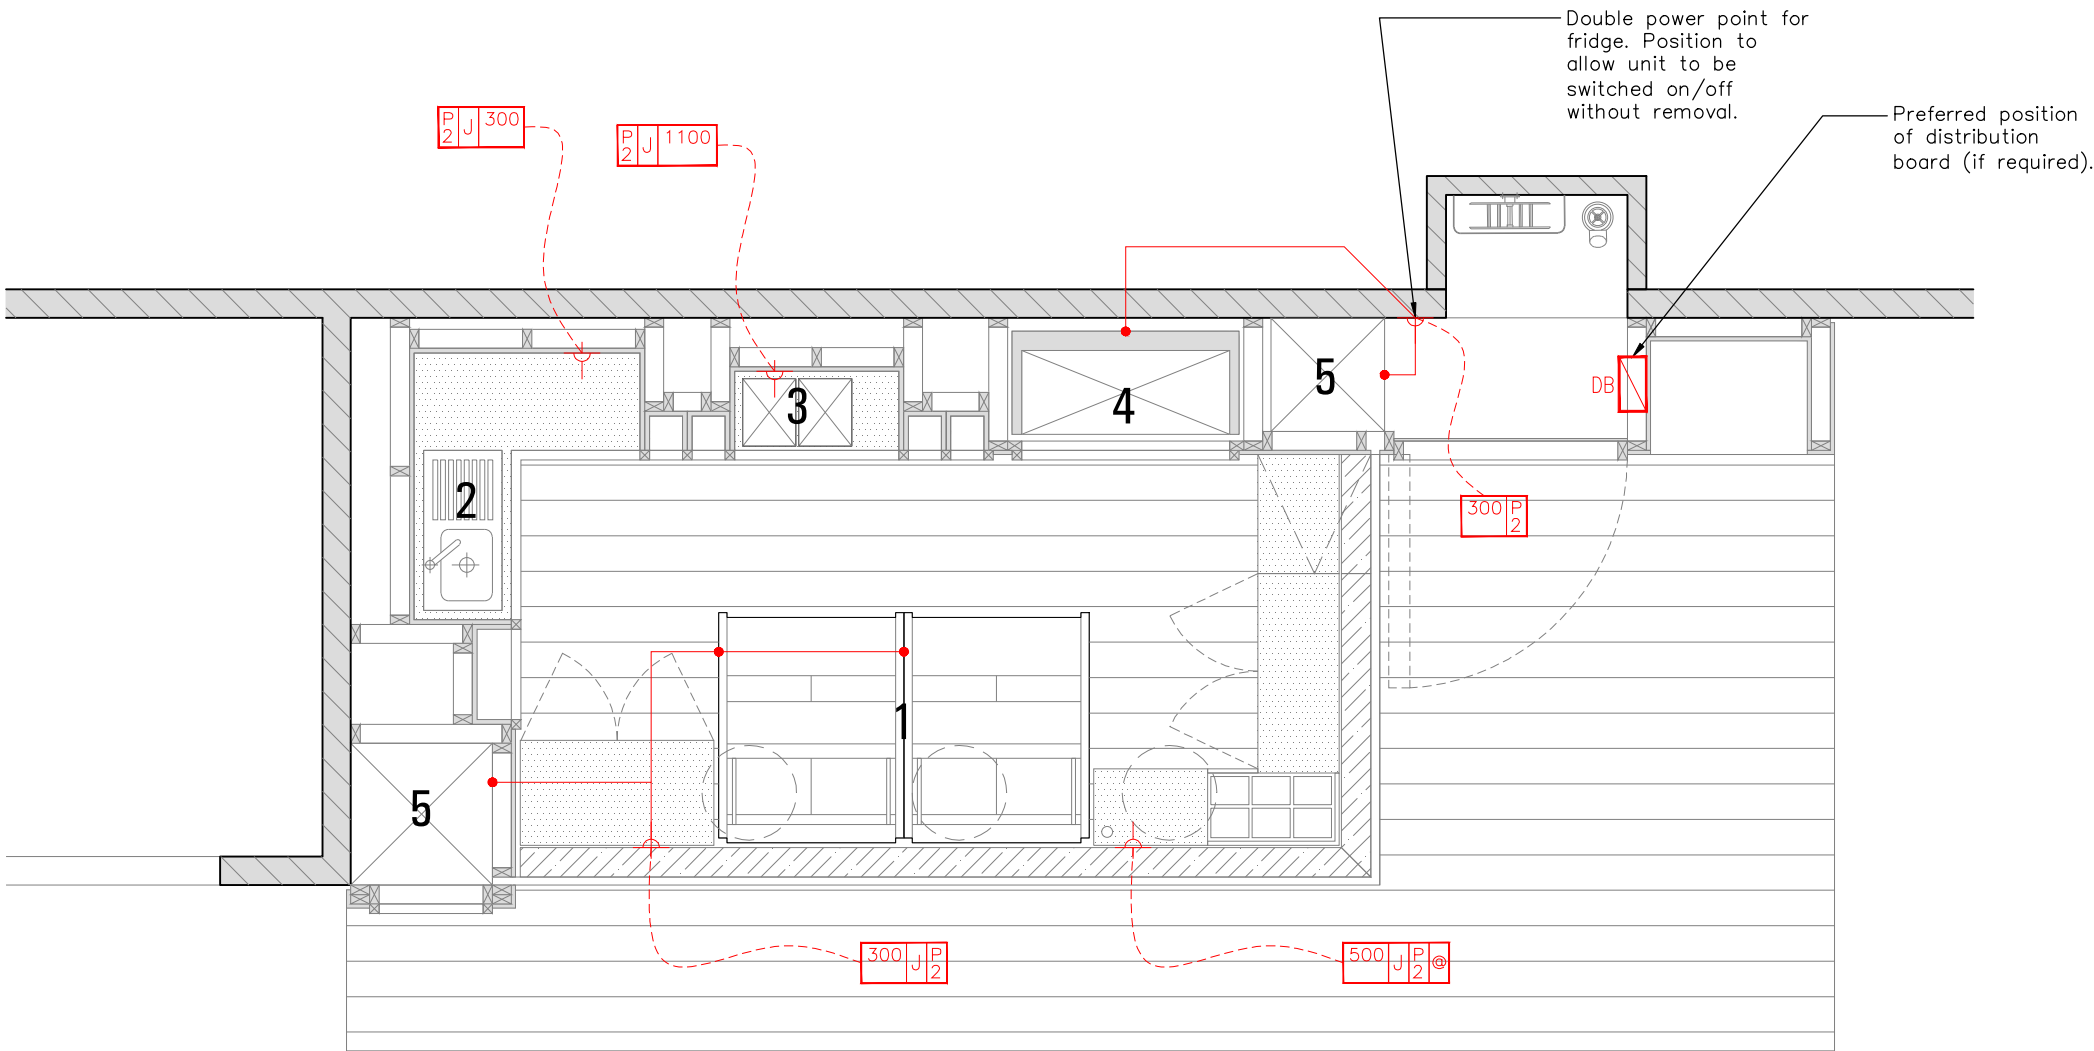 Double power point for
fridge. Position to
allow unit to be
switched on/off
without removal.
Preferred position
of distribution
board (if required).
P 2 J 300
P 2 J 1100
DB
5
3
4
2
300 P 2
1
5
300 J P 2
500 J P 2 @